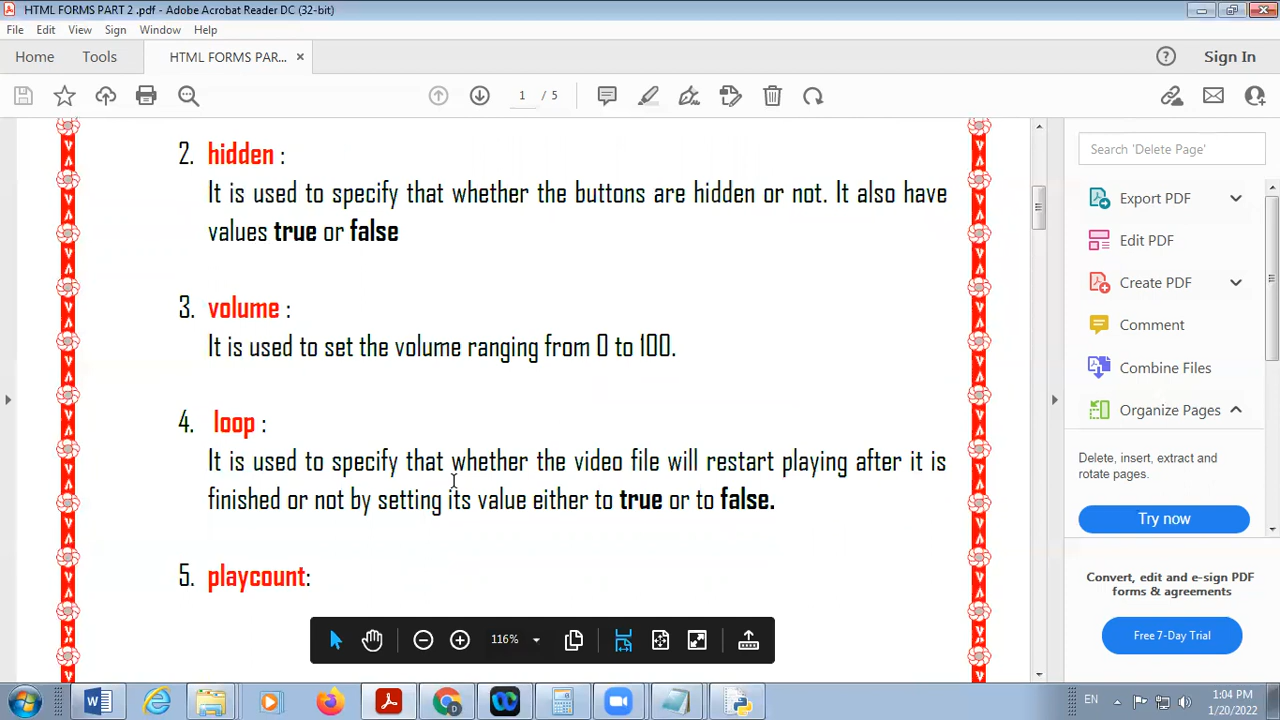 HTML FORMS PART 2 .pdf - Adobe Acrobat Reader DC (32-bit)
File Edit View Sign Window Help
Home Tools HTML FORMS PAR... × Sign In
1 / 5
2. hidden :
It is used to specify that whether the buttons are hidden or not. It also have
values true or false
3. volume :
It is used to set the volume ranging from 0 to 100.
4. loop :
It is used to specify that whether the video file will restart playing after it is
finished or not by setting its value either to true or to false.
5. playcount:
116%
Search 'Delete Page'
Export PDF
Edit PDF
Create PDF
Comment
Combine Files
Organize Pages
Delete, insert, extract and
rotate pages.
Try now
Convert, edit and e-sign PDF
forms & agreements
Free 7-Day Trial
EN
1:04 PM
1/20/2022